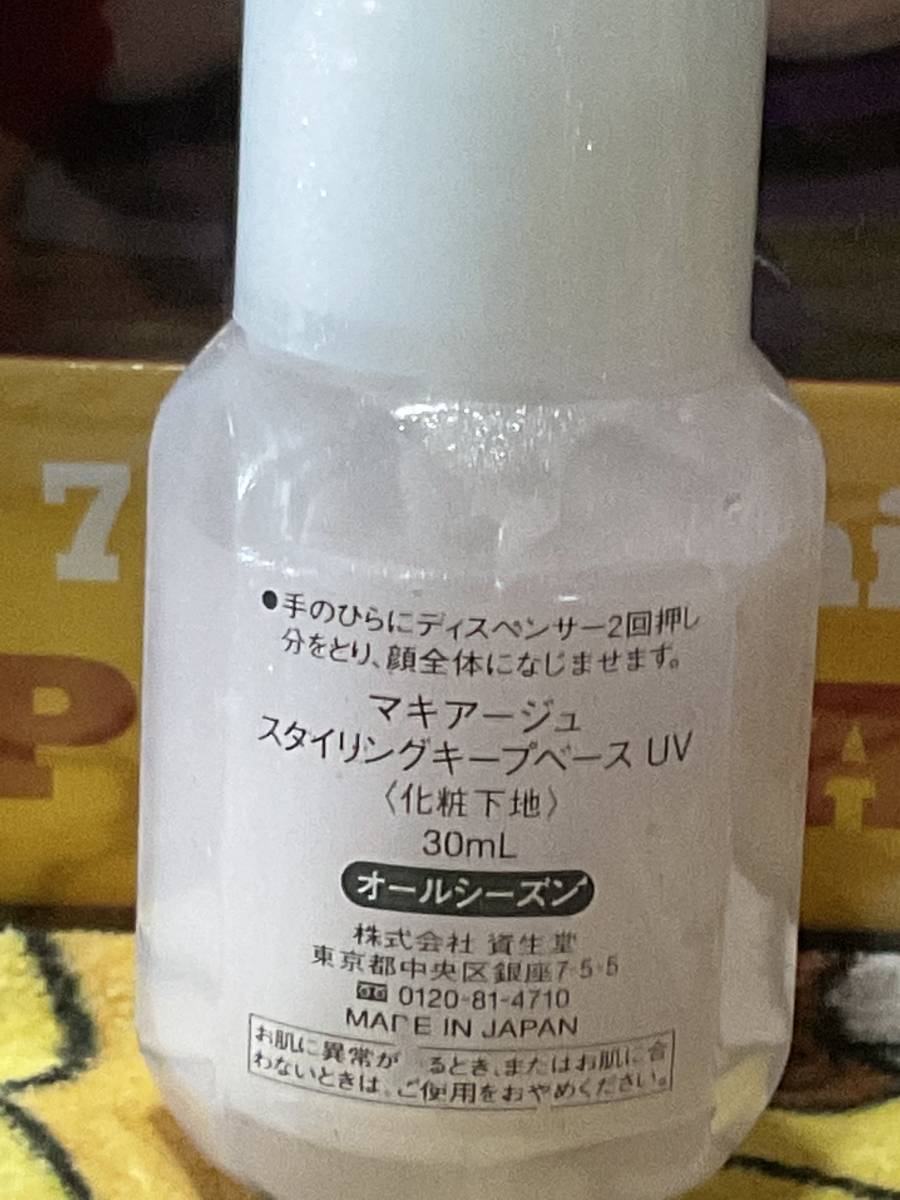 ●手のひらにディスペンサー2回押し
分をとり、顔全体になじませます。
マキアージュ
スタイリングキープベース UV
〈化粧下地〉
30mL
オールシーズン
株式会社 資生堂
東京都中央区銀座7-5-5
0120-81-4710
MADE IN JAPAN
お肌に異常が るとき、またはお肌に合
わないときは、ご使用をおやめください。
7
P